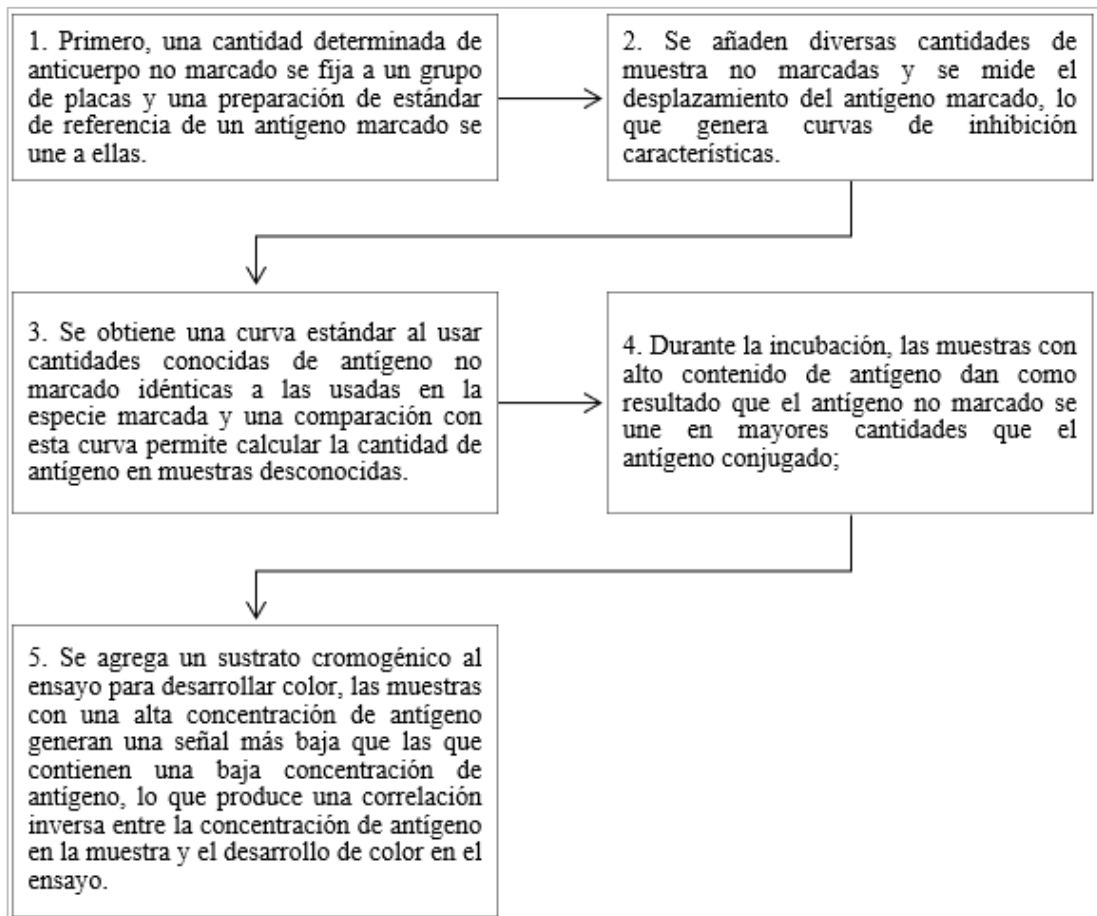 1. Primero, una cantidad determinada de
anticuerpo no marcado se fija a un grupo
de placas y una preparación de estándar
de referencia de un antígeno marcado se
une a ellas.
2. Se añaden diversas cantidades de
muestra no marcadas y se mide el
desplazamiento del antígeno marcado, lo
que genera curvas de inhibición
características.
3. Se obtiene una curva estándar al usar
cantidades conocidas de antígeno no
marcado idénticas a las usadas en la
especie marcada y una comparación con
esta curva permite calcular la cantidad de
antígeno en muestras desconocidas.
4. Durante la incubación, las muestras con
alto contenido de antígeno dan como
resultado que el antígeno no marcado se
une en mayores cantidades que el
antígeno conjugado;
5. Se agrega un sustrato cromogénico al
ensayo para desarrollar color, las muestras
con una alta concentración de antígeno
generan una señal más baja que las que
contienen una baja concentración de
antígeno, lo que produce una correlación
inversa entre la concentración de antígeno
en la muestra y el desarrollo de color en el
ensayo.